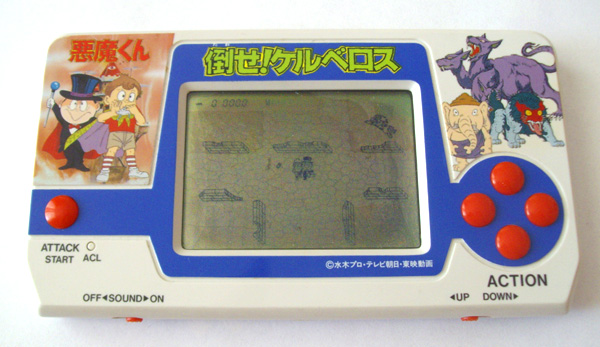 悪魔くん
倒せ!ケルベロス
©水木プロ・テレビ朝日・東映動画
ATTACK
START ACL
OFF◀SOUND▶ON
ACTION
◀UP DOWN▶